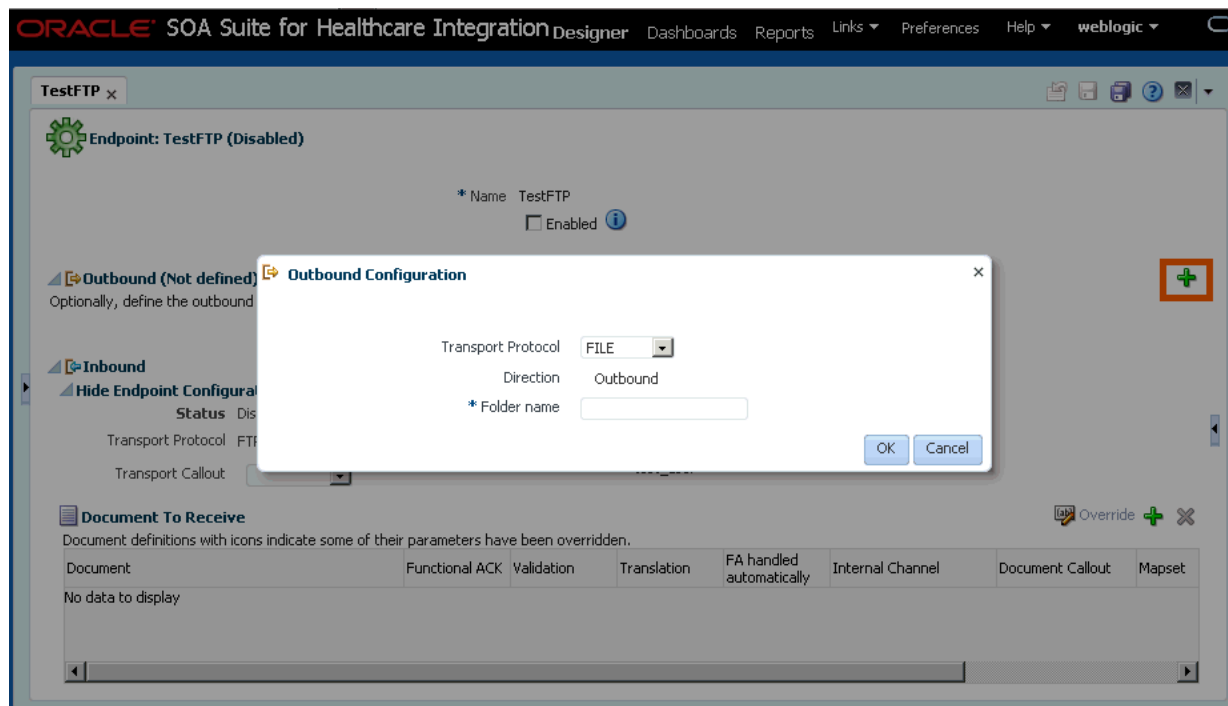 ORACLE SOA Suite for Healthcare Integration Designer Dashboards Reports Links Preferences Help weblogic
TestFTP x
Endpoint: TestFTP (Disabled)
* Name TestFTP
Enabled
Outbound (Not defined)
Optionally, define the outbound
Outbound Configuration
Transport Protocol FILE
Direction Outbound
* Folder name
OK Cancel
Inbound
Hide Endpoint Configurat
Status Dis
Transport Protocol FTP
Transport Callout
Document To Receive
Override
Document definitions with icons indicate some of their parameters have been overridden.
Document Functional ACK Validation Translation FA handled automatically Internal Channel Document Callout Mapset
No data to display